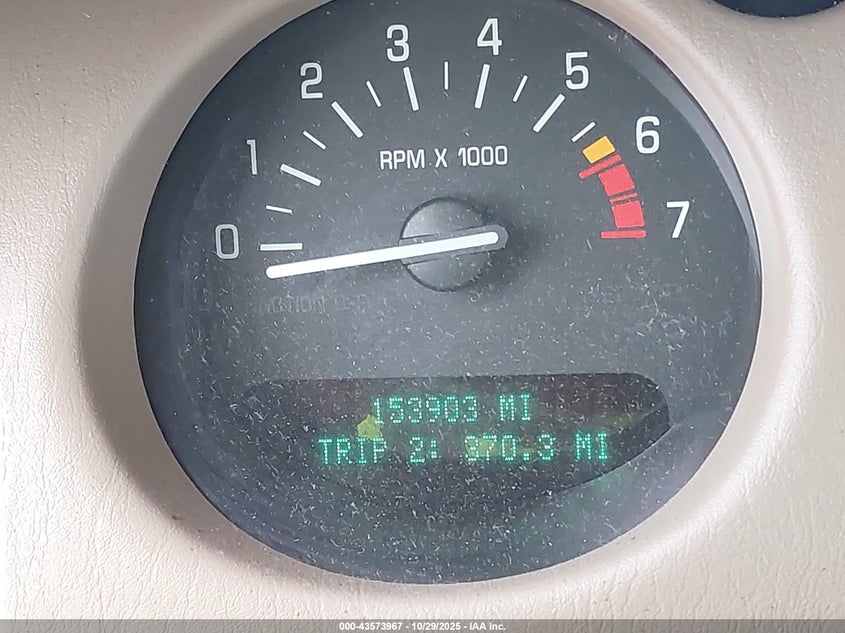 0 1 2 3 4 5 6 7
RPM X 1000
153903 MI
TRIP 2: 370.3 MI
000-43573967 • 10/29/2025 • IAA Inc.